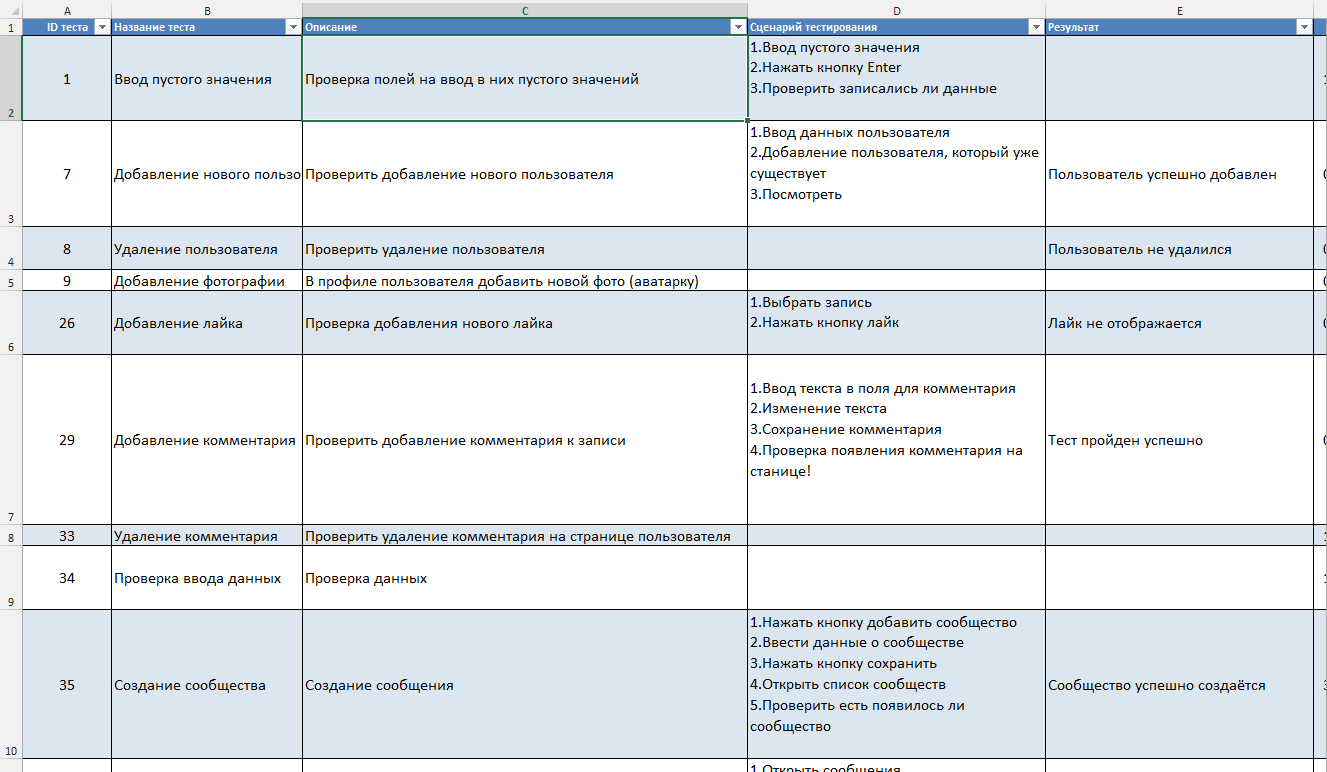 A B C D E
1 ID теста Название теста Описание Сценарий тестирования Результат
1.Ввод пустого значения
2.Нажать кнопку Enter
3.Проверить записались ли данные
2 1 Ввод пустого значения Проверка полей на ввод в них пустого значений
1.Ввод данных пользователя
2.Добавление пользователя, который уже
существует
3.Посмотреть
3 7 Добавление нового пользо Проверить добавление нового пользователя Пользователь успешно добавлен
4 8 Удаление пользователя Проверить удаление пользователя Пользователь не удалился
5 9 Добавление фотографии В профиле пользователя добавить новой фото (аватарку)
1.Выбрать запись
2.Нажать кнопку лайк
6 26 Добавление лайка Проверка добавления нового лайка Лайк не отображается
1.Ввод текста в поля для комментария
2.Изменение текста
3.Сохранение комментария
4.Проверка появления комментария на
станице!
7 29 Добавление комментария Проверить добавление комментария к записи Тест пройден успешно
8 33 Удаление комментария Проверить удаление комментария на странице пользователя
9 34 Проверка ввода данных Проверка данных
1.Нажать кнопку добавить сообщество
2.Ввести данные о сообществе
3.Нажать кнопку сохранить
4.Открыть список сообществ
5.Проверить есть появилось ли
сообщество
10 35 Создание сообщества Создание сообщения Сообщество успешно создаётся
1.Открыть сообщения